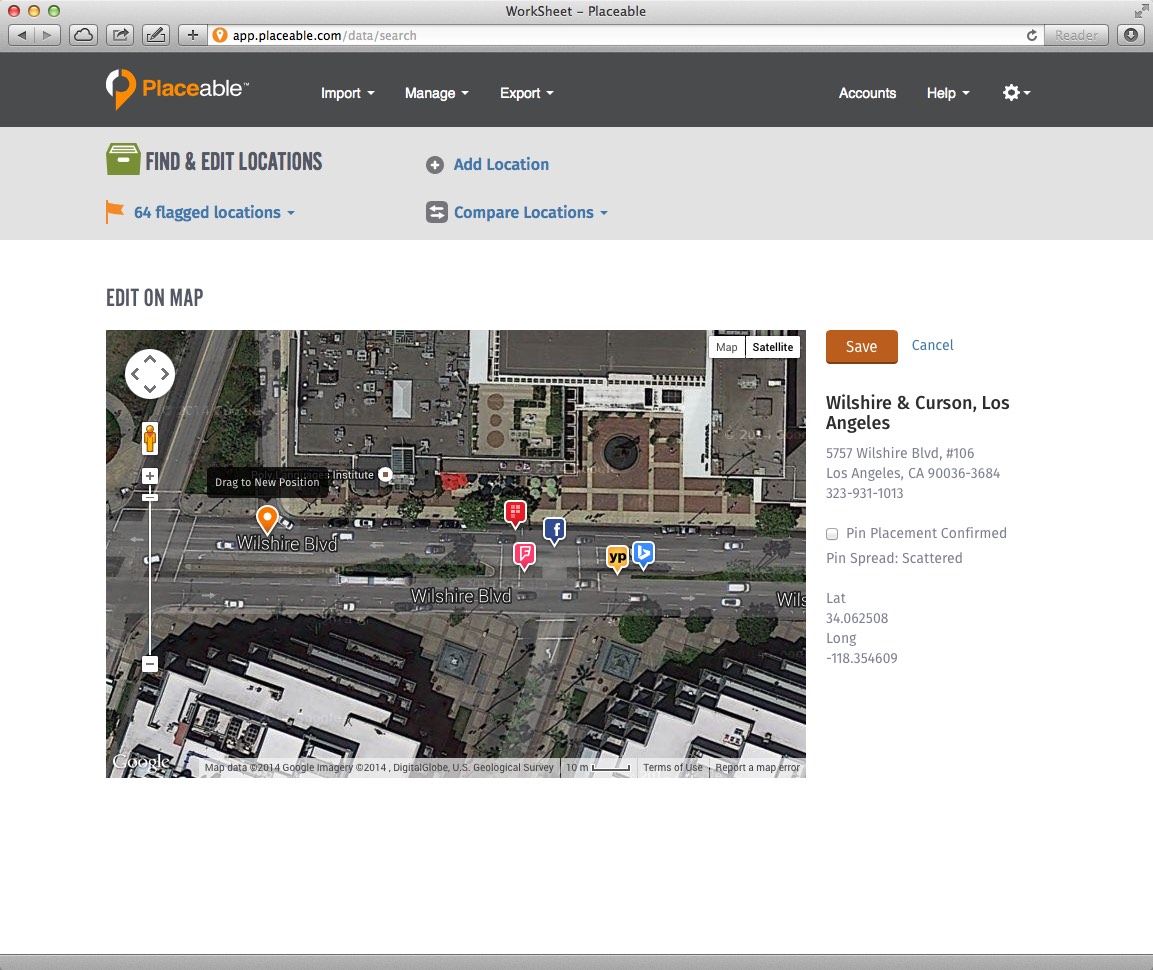 WorkSheet – Placeable
app.placeable.com/data/search
Reader
Placeable™
Import
Manage
Export
Accounts
Help
FIND & EDIT LOCATIONS
Add Location
64 flagged locations
Compare Locations
EDIT ON MAP
Map
Satellite
Save
Cancel
Wilshire & Curson, Los
Angeles
5757 Wilshire Blvd, #106
Los Angeles, CA 90036-3684
323-931-1013
Pin Placement Confirmed
Pin Spread: Scattered
Lat
34.062508
Long
-118.354609
Institute
Drag to New Position
f
yp
b
Wilshire Blvd
Wilshire Blvd
Wils
Google
Map data ©2014 Google Imagery ©2014 , DigitalGlobe, U.S. Geological Survey
10 m
Terms of Use
Report a map error